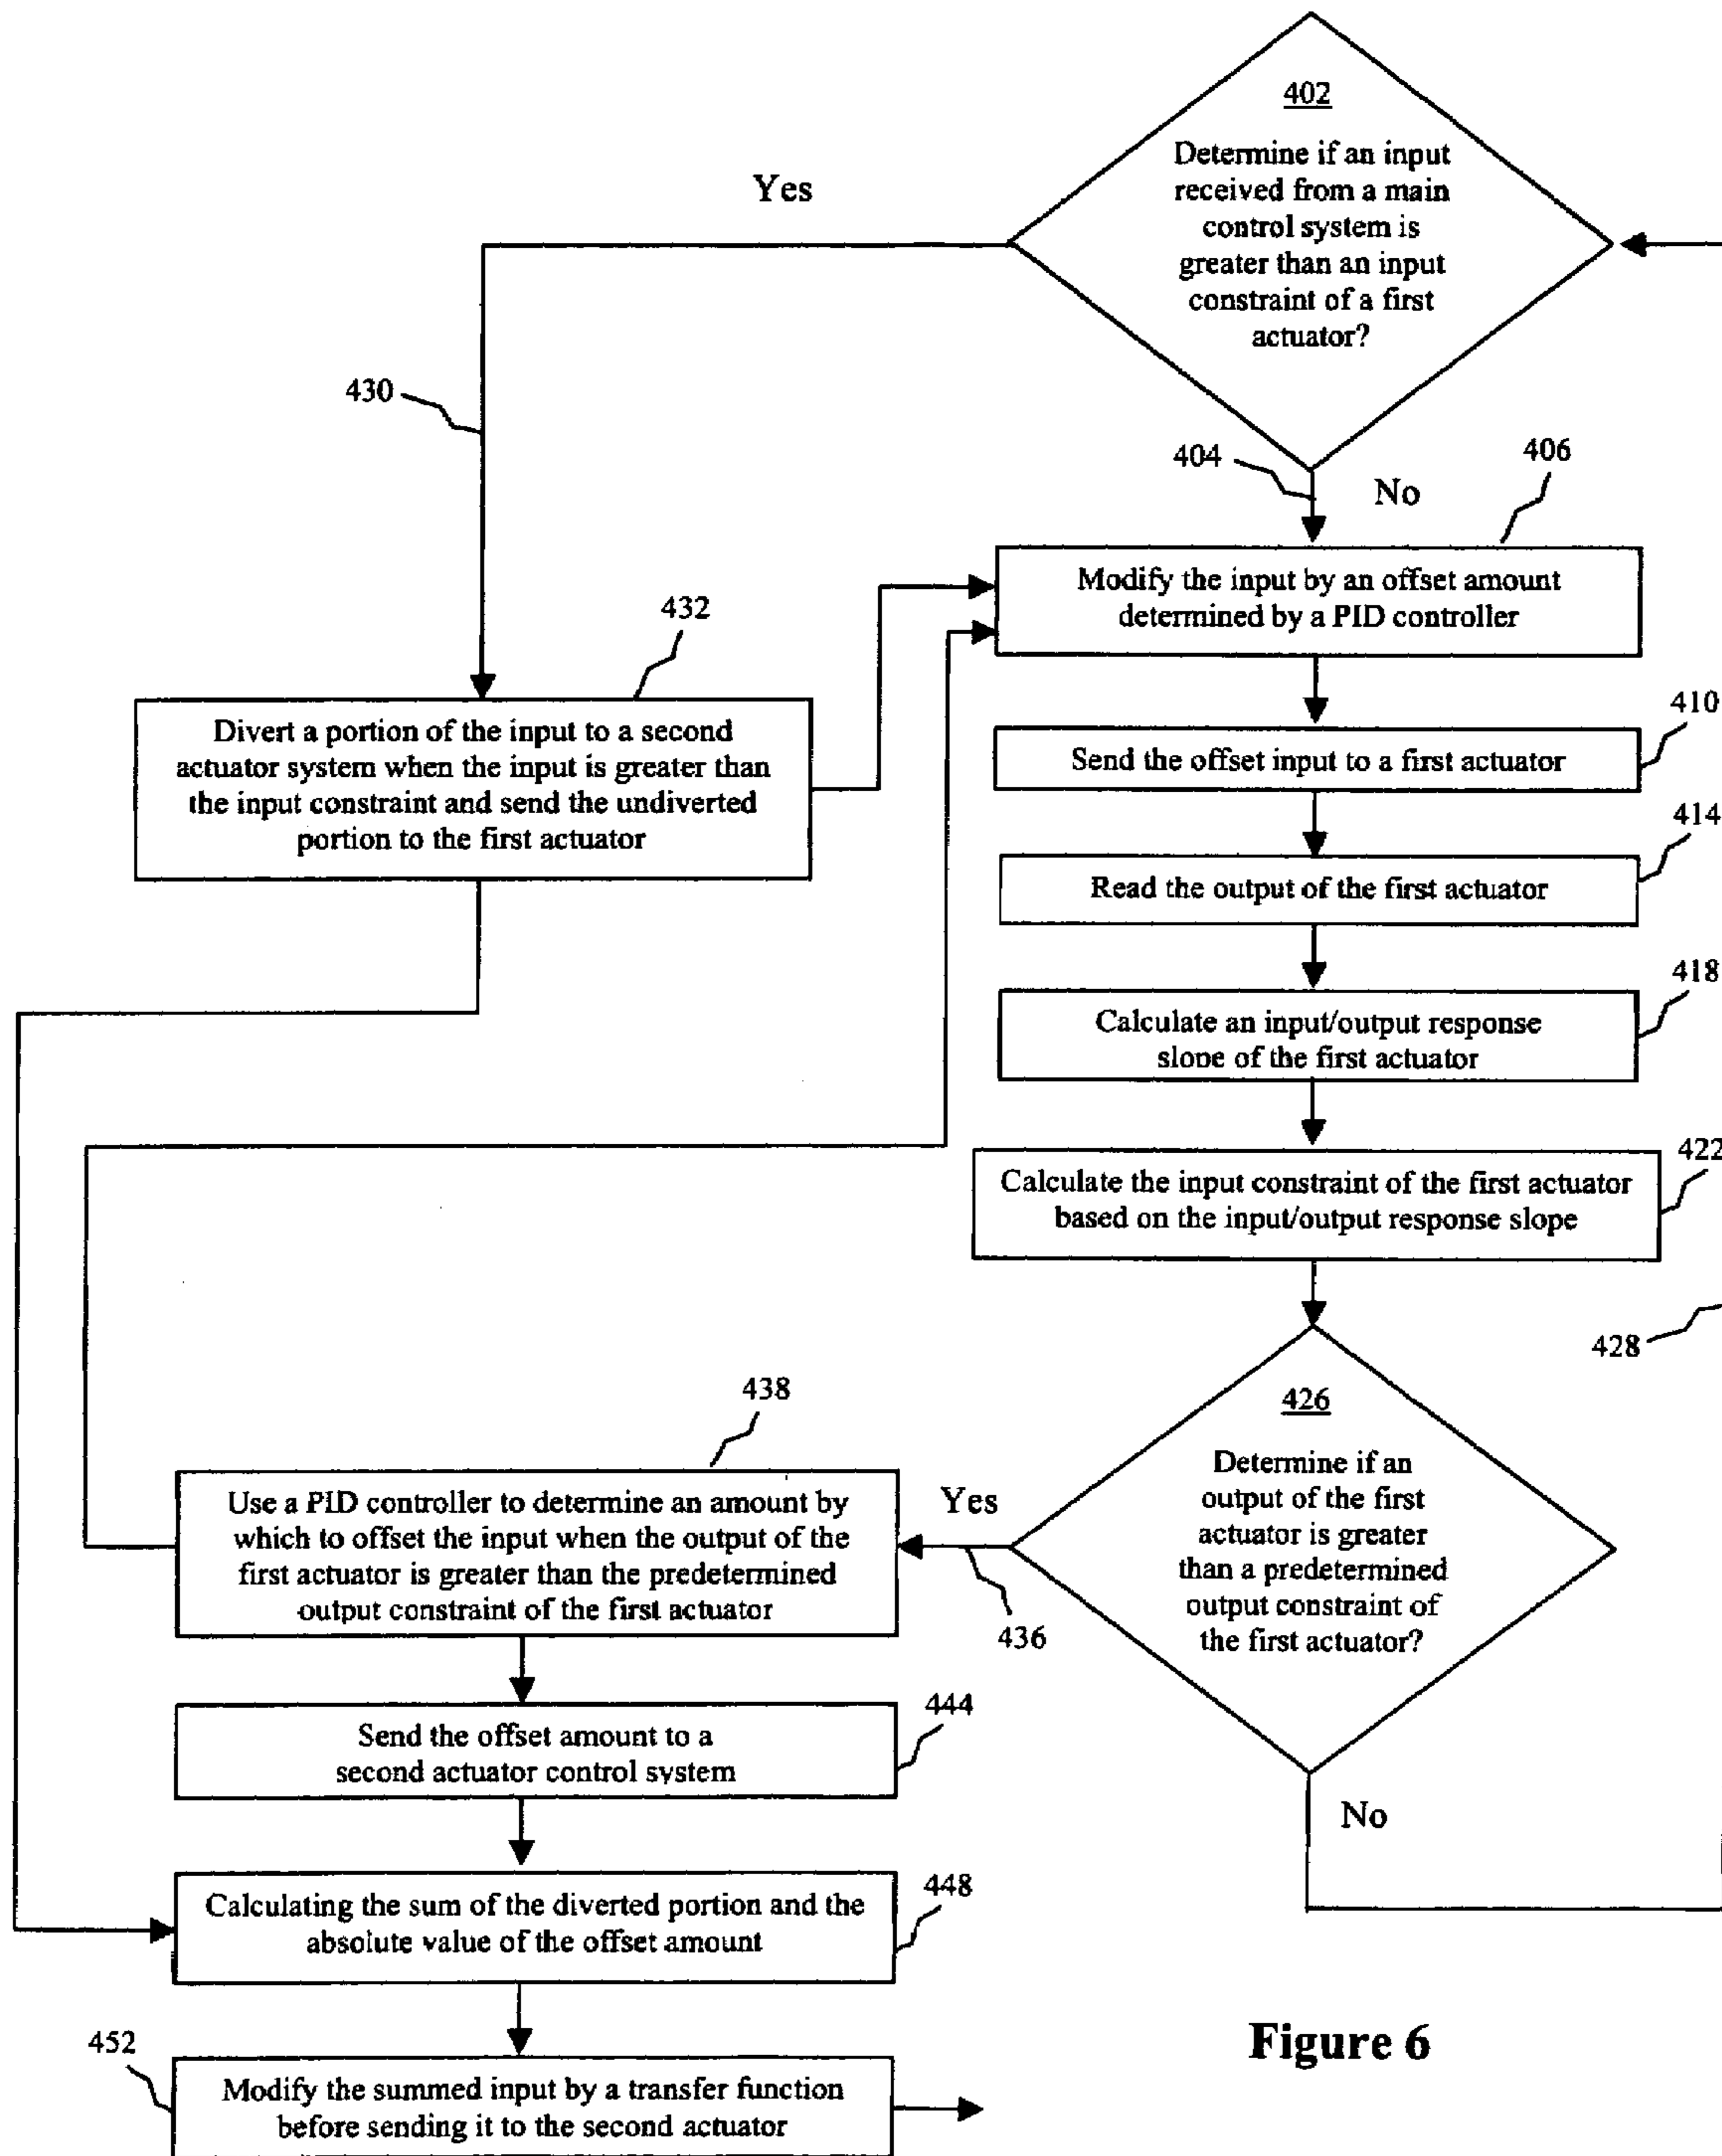 402
Determine if an input
received from a main
control system is
greater than an input
constraint of a first
actuator?
Yes
430
404
No
406
Modify the input by an offset amount
determined by a PID controller
432
Divert a portion of the input to a second
actuator system when the input is greater than
the input constraint and send the undiverted
portion to the first actuator
410
Send the offset input to a first actuator
414
Read the output of the first actuator
418
Calculate an input/output response
slope of the first actuator
422
Calculate the input constraint of the first actuator
based on the input/output response slope
428
426
Determine if an
output of the first
actuator is greater
than a predetermined
output constraint of
the first actuator?
Yes
436
No
438
Use a PID controller to determine an amount by
which to offset the input when the output of the
first actuator is greater than the predetermined
output constraint of the first actuator
444
Send the offset amount to a
second actuator control system
448
Calculating the sum of the diverted portion and the
absolute value of the offset amount
452
Modify the summed input by a transfer function
before sending it to the second actuator
Figure 6